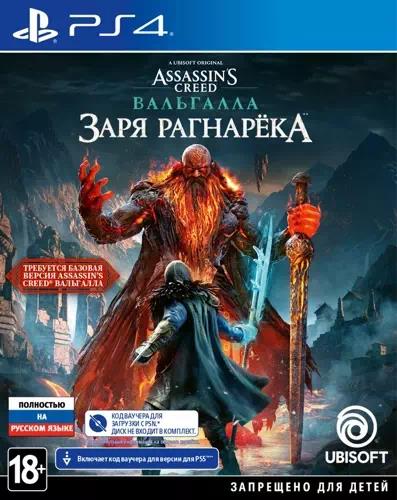 PS4
A UBISOFT ORIGINAL
ASSASSIN'S
CREED
ВАЛЬГАЛЛА
ЗАРЯ РАГНАРЁКА
ТРЕБУЕТСЯ БАЗОВАЯ
ВЕРСИЯ ASSASSIN'S
CREED® ВАЛЬГАЛЛА
ПОЛНОСТЬЮ
НА
РУССКОМ ЯЗЫКЕ
КОД ВАУЧЕРА ДЛЯ
ЗАГРУЗКИ С PSN.*
ДИСК НЕ ВХОДИТ В КОМПЛЕКТ.
Включает код ваучера для версии для PS5™
UBISOFT
18+
ЗАПРЕЩЕНО ДЛЯ ДЕТЕЙ